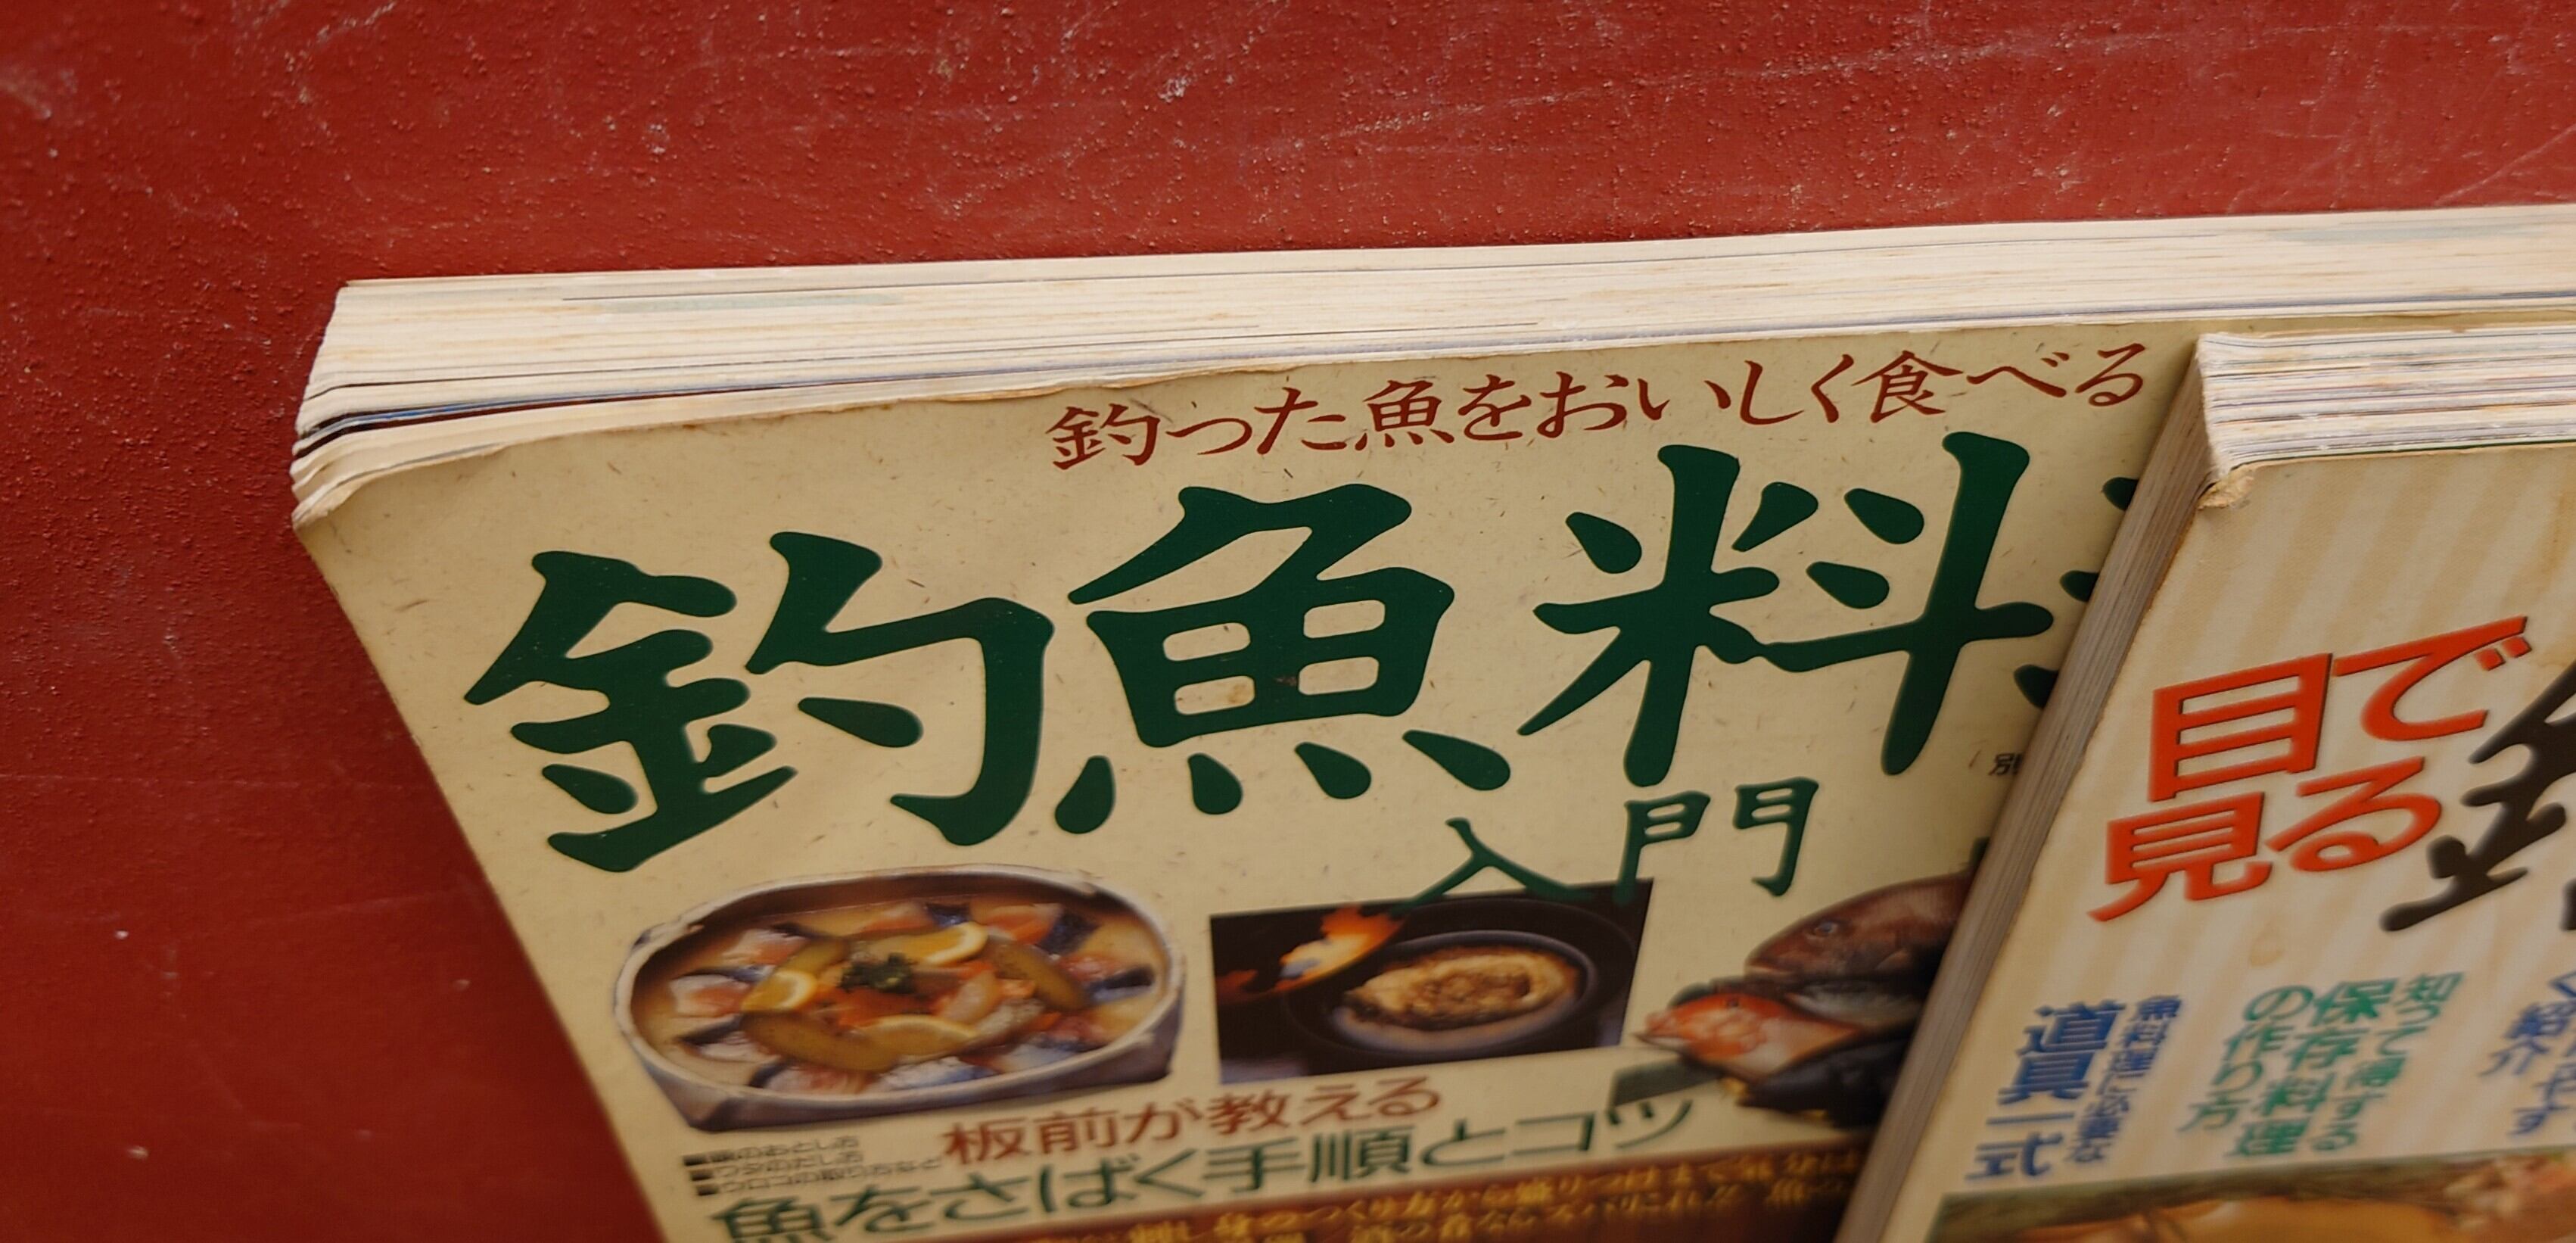 釣った魚をおいしく食べる
釣魚料
入門
別
板前が教える
魚をさばく手順とコツ
目で
見る
知って得する
保存料理
の作り方
魚料理に必要な
道具一式
紹介